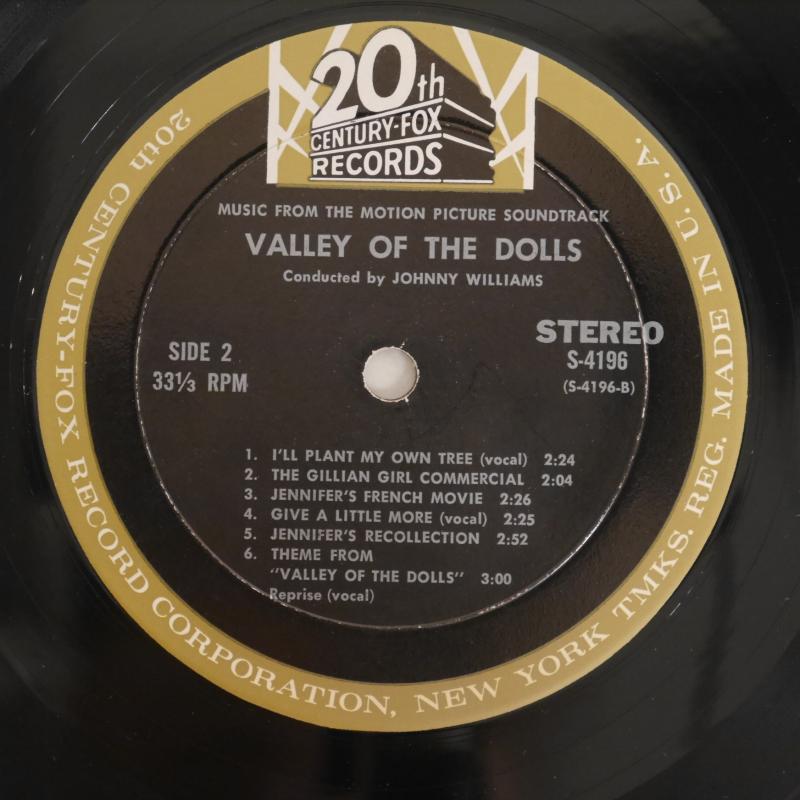 20th
CENTURY-FOX
RECORDS
MUSIC FROM THE MOTION PICTURE SOUNDTRACK
VALLEY OF THE DOLLS
Conducted by JOHNNY WILLIAMS
STEREO
SIDE 2
S-4196
33⅓ RPM
(S-4196-B)
1. I'LL PLANT MY OWN TREE (vocal) 2:24
2. THE GILLIAN GIRL COMMERCIAL 2:04
3. JENNIFER'S FRENCH MOVIE 2:26
4. GIVE A LITTLE MORE (vocal) 2:25
5. JENNIFER'S RECOLLECTION 2:52
6. THEME FROM
"VALLEY OF THE DOLLS" 3:00
Reprise (vocal)
20th CENTURY-FOX RECORD CORPORATION, NEW YORK TMKS. REG. MADE IN U.S.A.